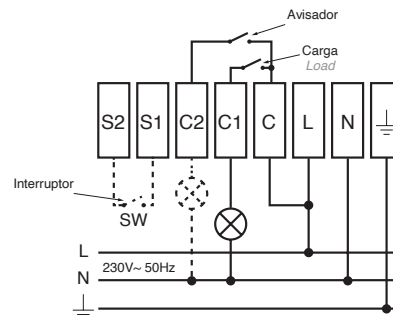 Avisador
Carga
Load
S2 S1 C2 C1 C L N
Interruptor
SW
L
230V~ 50Hz
N